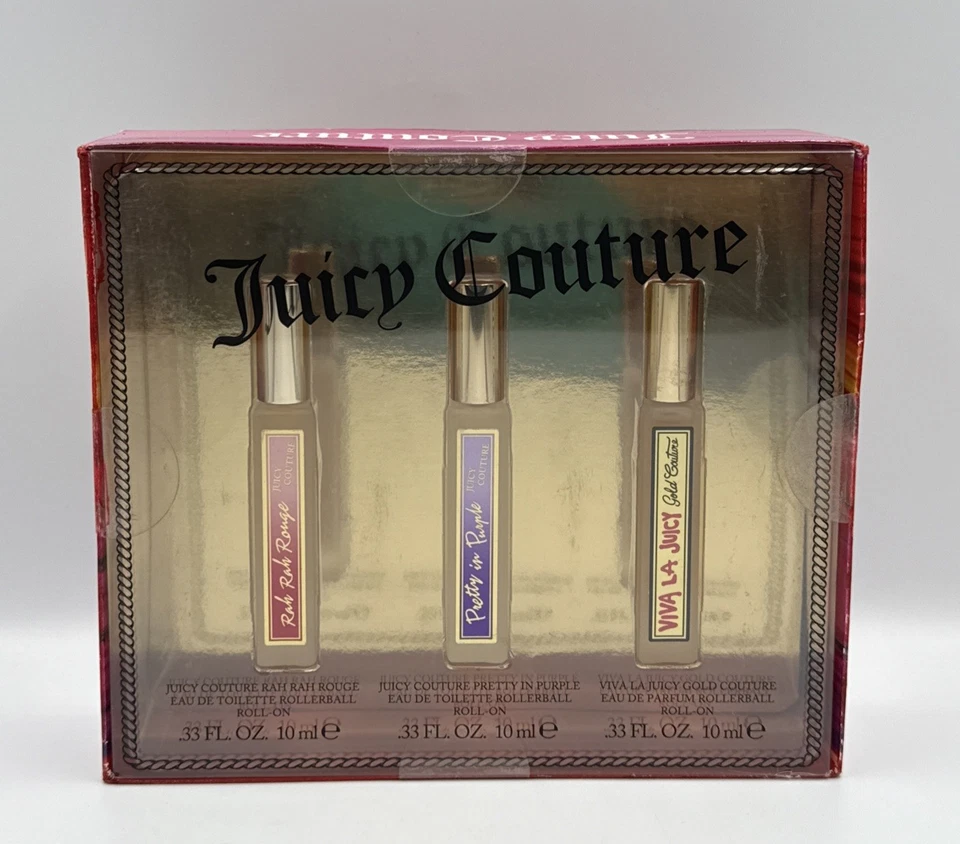 Juicy Couture
Juicy Couture
Rah Rah Rouge JUICY COUTURE
Pretty in Purple JUICY COUTURE
VIVA LA JUICY Gold Couture
JUICY COUTURE RAH RAH ROUGE
EAU DE TOILETTE ROLLERBALL
ROLL-ON
.33 FL. OZ. 10 ml ℮
JUICY COUTURE PRETTY IN PURPLE
EAU DE TOILETTE ROLLERBALL
ROLL-ON
.33 FL. OZ. 10 ml ℮
VIVA LA JUICY GOLD COUTURE
EAU DE PARFUM ROLLERBALL
ROLL-ON
.33 FL. OZ. 10 ml ℮